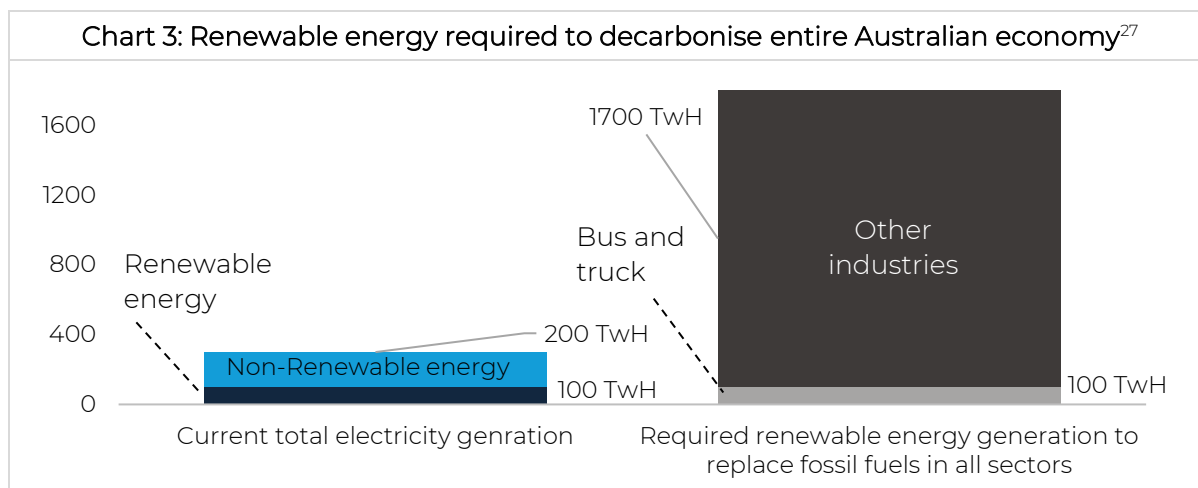 Chart 3: Renewable energy required to decarbonise entire Australian economy27
1600
1200
800
400
0
Renewable
energy
Non-Renewable energy
200 TwH
100 TwH
Current total electricity genration
1700 TwH
Bus and
truck
Other
industries
100 TwH
Required renewable energy generation to
replace fossil fuels in all sectors